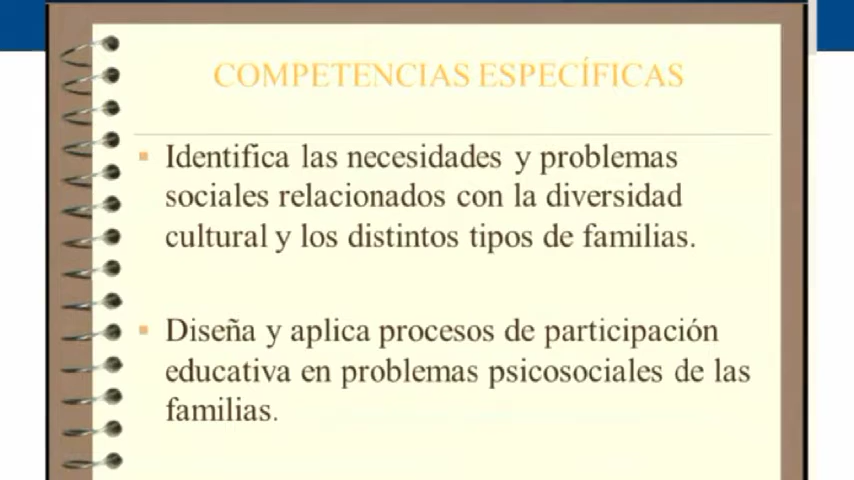 COMPETENCIAS ESPECÍFICAS
Identifica las necesidades y problemas
sociales relacionados con la diversidad
cultural y los distintos tipos de familias.
Diseña y aplica procesos de participación
educativa en problemas psicosociales de las
familias.